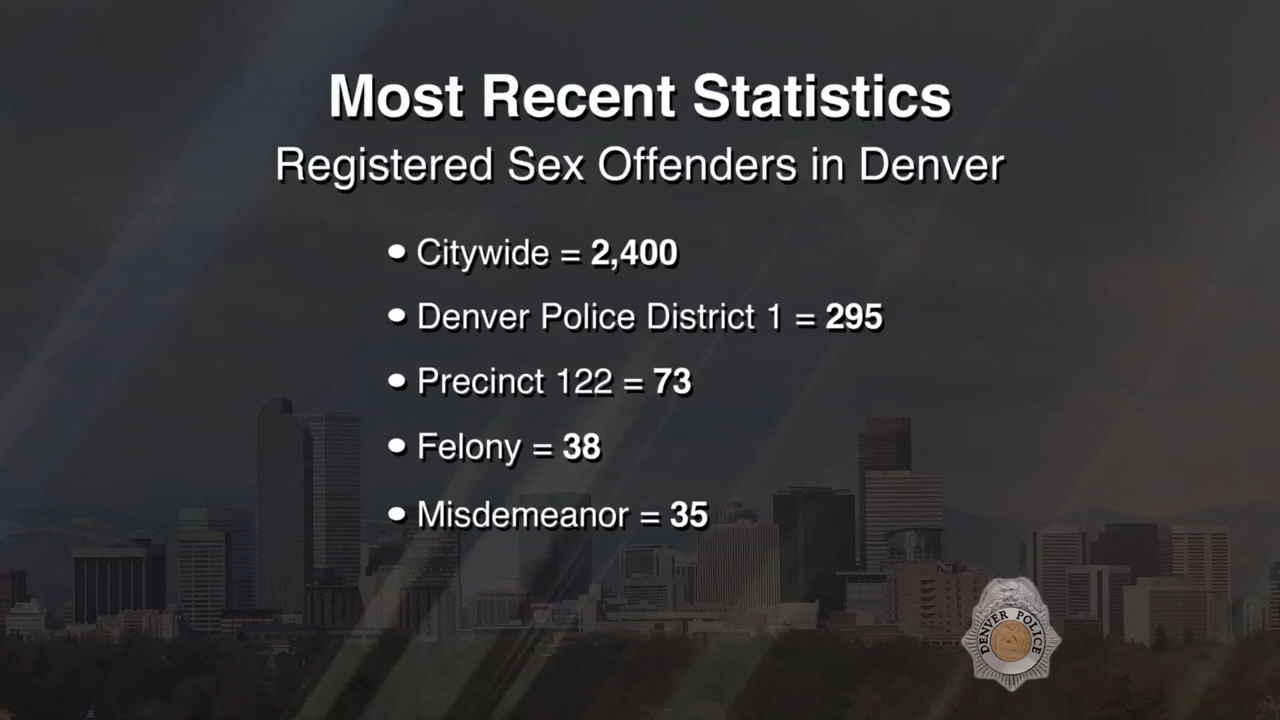 Most Recent Statistics
Registered Sex Offenders in Denver
• Citywide = 2,400
• Denver Police District 1 = 295
• Precinct 122 = 73
• Felony = 38
• Misdemeanor = 35
DENVER POLICE